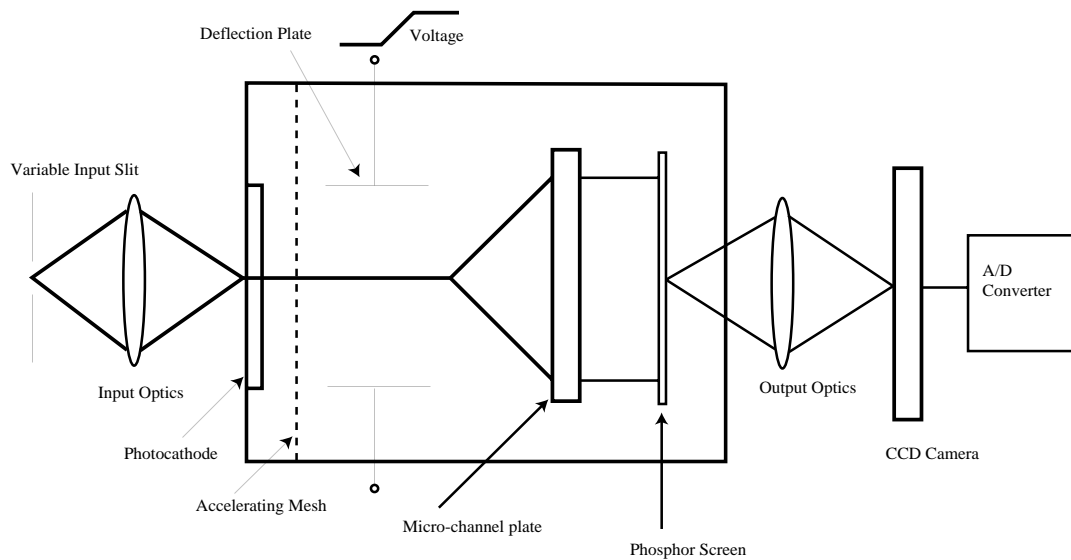 Deflection Plate
Voltage
Variable Input Slit
A/D
Converter
Input Optics
Output Optics
Photocathode
CCD Camera
Accelerating Mesh
Micro-channel plate
Phosphor Screen